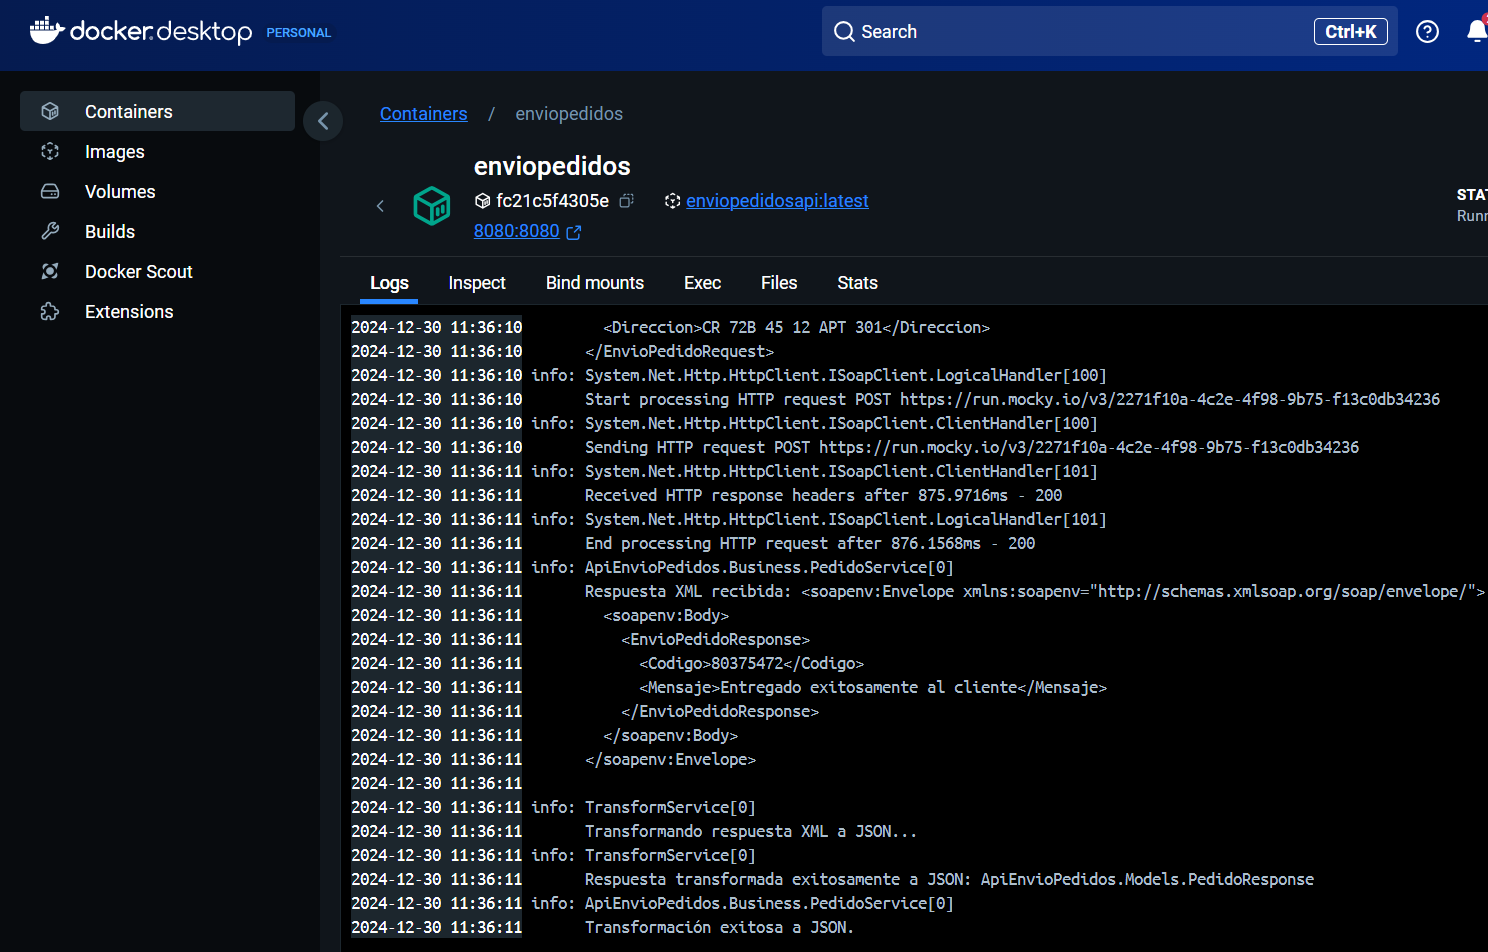 docker.desktop PERSONAL
Search Ctrl+K
Containers
Images
Volumes
Builds
Docker Scout
Extensions
Containers / enviopedidos
enviopedidos
fc21c5f4305e enviopedidosapi:latest
8080:8080
STAT
Runn
Logs Inspect Bind mounts Exec Files Stats
2024-12-30 11:36:10 <Direccion>CR 72B 45 12 APT 301</Direccion>
2024-12-30 11:36:10 </EnvioPedidoRequest>
2024-12-30 11:36:10 info: System.Net.Http.HttpClient.ISoapClient.LogicalHandler[100]
2024-12-30 11:36:10 Start processing HTTP request POST https://run.mocky.io/v3/2271f10a-4c2e-4f98-9b75-f13c0db34236
2024-12-30 11:36:10 info: System.Net.Http.HttpClient.ISoapClient.ClientHandler[100]
2024-12-30 11:36:10 Sending HTTP request POST https://run.mocky.io/v3/2271f10a-4c2e-4f98-9b75-f13c0db34236
2024-12-30 11:36:11 info: System.Net.Http.HttpClient.ISoapClient.ClientHandler[101]
2024-12-30 11:36:11 Received HTTP response headers after 875.9716ms - 200
2024-12-30 11:36:11 info: System.Net.Http.HttpClient.ISoapClient.LogicalHandler[101]
2024-12-30 11:36:11 End processing HTTP request after 876.1568ms - 200
2024-12-30 11:36:11 info: ApiEnvioPedidos.Business.PedidoService[0]
2024-12-30 11:36:11 Respuesta XML recibida: <soapenv:Envelope xmlns:soapenv="http://schemas.xmlsoap.org/soap/envelope/">
2024-12-30 11:36:11 <soapenv:Body>
2024-12-30 11:36:11 <EnvioPedidoResponse>
2024-12-30 11:36:11 <Codigo>80375472</Codigo>
2024-12-30 11:36:11 <Mensaje>Entregado exitosamente al cliente</Mensaje>
2024-12-30 11:36:11 </EnvioPedidoResponse>
2024-12-30 11:36:11 </soapenv:Body>
2024-12-30 11:36:11 </soapenv:Envelope>
2024-12-30 11:36:11
2024-12-30 11:36:11 info: TransformService[0]
2024-12-30 11:36:11 Transformando respuesta XML a JSON...
2024-12-30 11:36:11 info: TransformService[0]
2024-12-30 11:36:11 Respuesta transformada exitosamente a JSON: ApiEnvioPedidos.Models.PedidoResponse
2024-12-30 11:36:11 info: ApiEnvioPedidos.Business.PedidoService[0]
2024-12-30 11:36:11 Transformación exitosa a JSON.